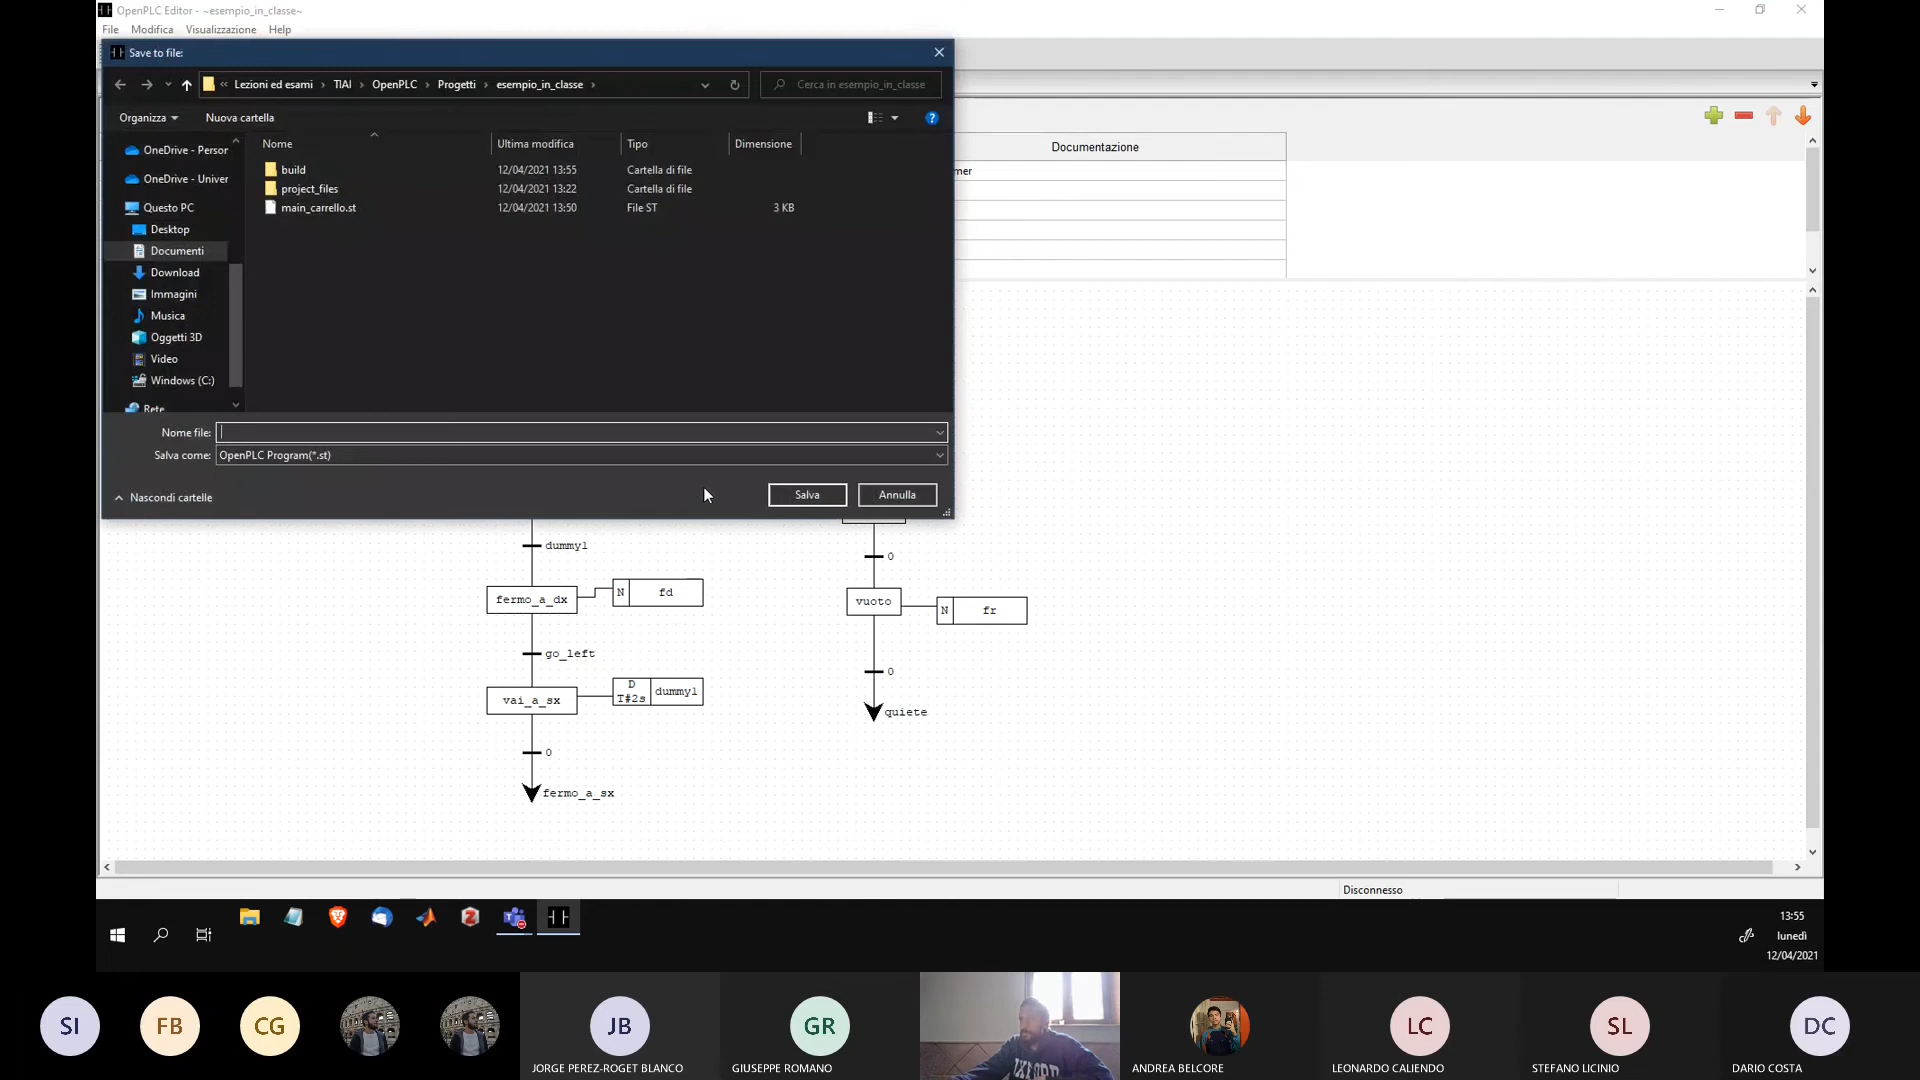 OpenPLC Editor - ~esempio_in_classe~
File Modifica Visualizzazione Help
Save to file:
« Lezioni ed esami › TIAI › OpenPLC › Progetti › esempio_in_classe ›
Cerca in esempio_in_classe
Organizza Nuova cartella
Nome Ultima modifica Tipo Dimensione
build 12/04/2021 13:55 Cartella di file
project_files 12/04/2021 13:22 Cartella di file
main_carrello.st 12/04/2021 13:50 File ST 3 KB
OneDrive - Person
OneDrive - Univer
Questo PC
Desktop
Documenti
Download
Immagini
Musica
Oggetti 3D
Video
Windows (C:)
Rete
Nome file:
Salva come: OpenPLC Program(*.st)
Nascondi cartelle
Salva Annulla
Documentazione
mer
dummy1
fermo_a_dx N fd
go_left
vai_a_sx D T#2s dummy1
0
fermo_a_sx
0
vuoto N fr
0
quiete
Disconnesso
13:55
lunedì
12/04/2021
SI FB CG JB GR LC SL DC
JORGE PEREZ-ROGET BLANCO GIUSEPPE ROMANO ANDREA BELCORE LEONARDO CALIENDO STEFANO LICINIO DARIO COSTA